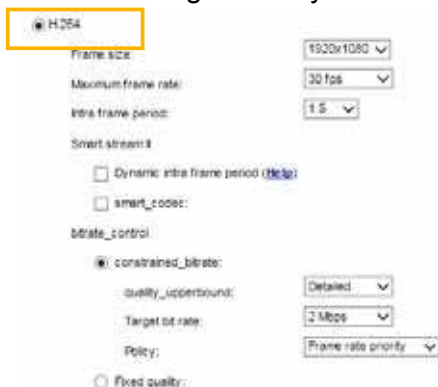 H.264
Frame size: 1920x1080
Maximum frame rate: 30 fps
Intra frame period: 1 S
Smart stream II
Dynamic intra frame period (Help)
smart_codec:
bitrate_control
constrained_bitrate:
quality_upperbound: Detailed
Target bit rate: 2 Mbps
Policy: Frame rate priority
Fixed quality: